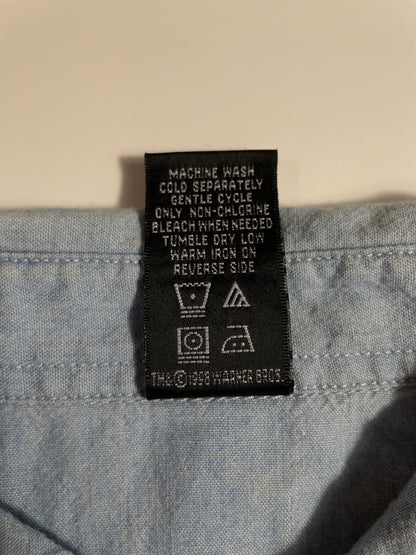 MACHINE WASH
COLD SEPARATELY
GENTLE CYCLE
ONLY NON-CHLORINE
BLEACH WHEN NEEDED
TUMBLE DRY LOW
WARM IRON ON
REVERSE SIDE
TM&©1998 WARNER BROS.